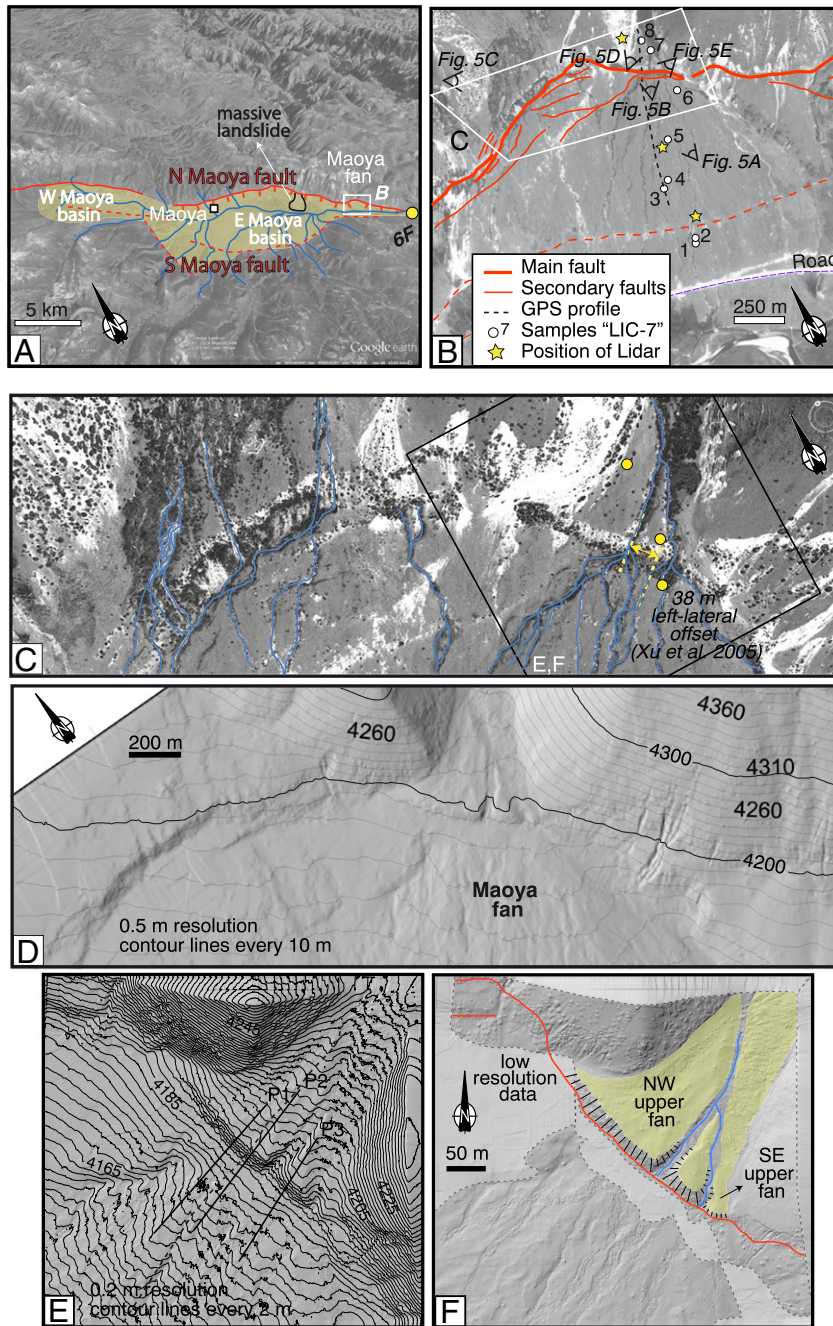 massive
landslide
Maoya
fan
N Maoya fault
B
W Maoya
basin
Maoya
E Maoya
basin
6F
S Maoya fault
5 km
N
Google earth
A
8
7
Fig. 5D
Fig. 5E
Fig. 5C
6
Fig. 5B
C
5
Fig. 5A
4
3
2
1
Road
Main fault
Secondary faults
GPS profile
7 Samples “LIC-7”
Position of Lidar
250 m
N
B
N
38 m
left-lateral
offset
(Xu et al. 2005)
E,F
C
N
200 m
4260
4360
4300
4310
4260
4200
Maoya
fan
0.5 m resolution
contour lines every 10 m
D
4245
P1
P2
P3
4185
4165
4205
4225
0.2 m resolution
contour lines every 2 m
E
low
resolution
data
NW
upper
fan
N
50 m
SE
upper
fan
F